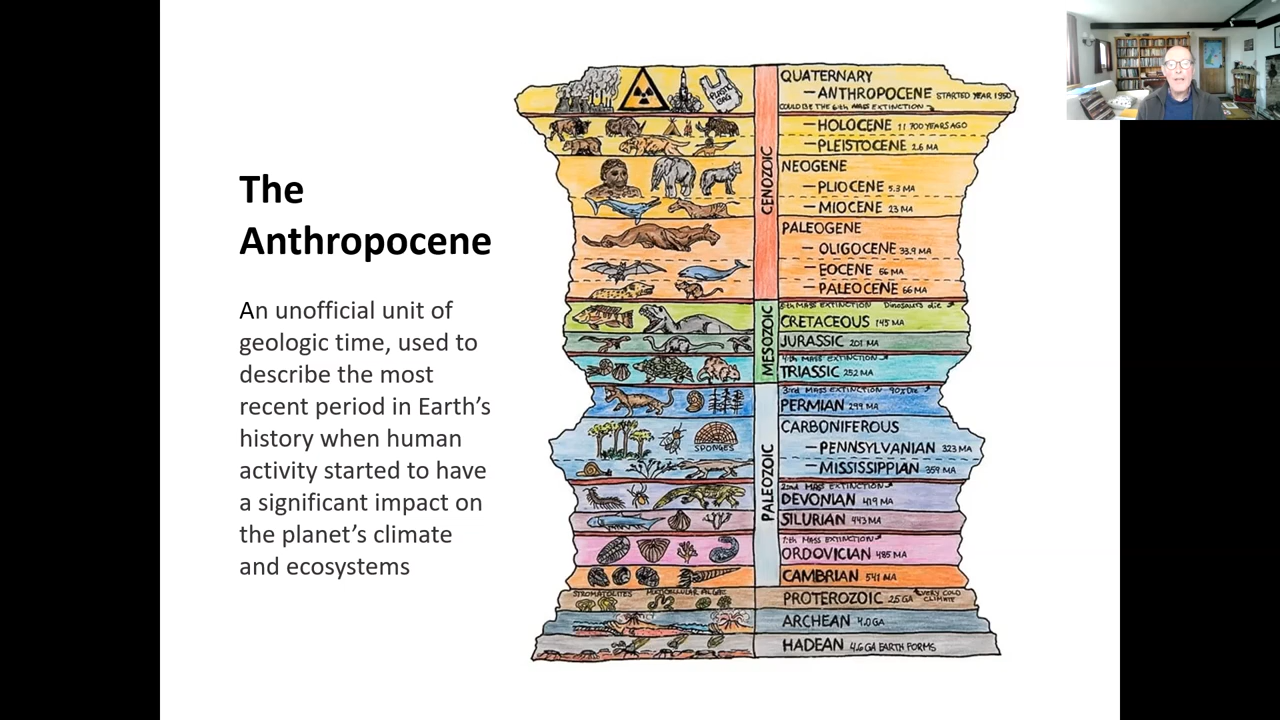 The
Anthropocene
An unofficial unit of
geologic time, used to
describe the most
recent period in Earth's
history when human
activity started to have
a significant impact on
the planet's climate
and ecosystems
PLASTIC
BAG
QUATERNARY
— ANTHROPOCENE STARTED YEAR 1950
COULD BE THE 6th MASS EXTINCTION
— HOLOCENE 11 700 YEARS AGO
— PLEISTOCENE 2.6 MA
CENOZOIC
NEOGENE
— PLIOCENE 5.3 MA
— MIOCENE 23 MA
PALEOGENE
— OLIGOCENE 33.9 MA
— EOCENE 56 MA
— PALEOCENE 66 MA
MESOZOIC
5th MASS EXTINCTION Dinosaurs die
CRETACEOUS 145 MA
JURASSIC 201 MA
4th MASS EXTINCTION
TRIASSIC 252 MA
PALEOZOIC
3rd MASS EXTINCTION 90% Die
PERMIAN 299 MA
CARBONIFEROUS
SPONGES
— PENNSYLVANIAN 323 MA
— MISSISSIPPIAN 359 MA
2nd MASS EXTINCTION
DEVONIAN 419 MA
SILURIAN 443 MA
1th MASS EXTINCTION
ORDOVICIAN 485 MA
CAMBRIAN 541 MA
STROMATOLITES MULTICELLULAR ALGAE
PROTEROZOIC 2.5 GA
VERY COLD
CLIMATE
ARCHEAN 4.0 GA
HADEAN 4.6 GA EARTH FORMS